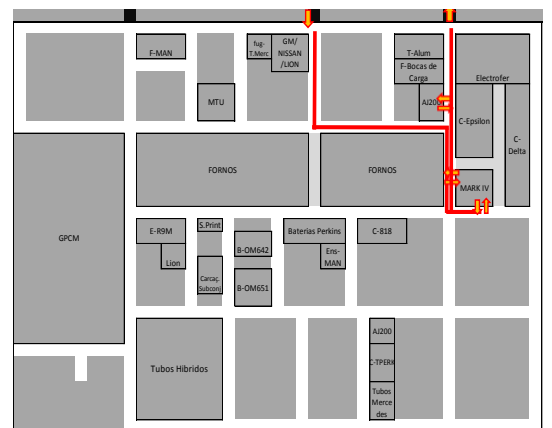 F-MAN
fug-
T.Merc
GM/
NISSAN
/LION
T-Alum
F-Bocas de
Carga
Electrofer
MTU
AJ200
C-Epsilon
C-
Delta
FORNOS
FORNOS
MARK IV
GPCM
E-R9M
S.Print
Baterias Perkins
C-818
Lion
B-OM642
Ens-
MAN
Carcaç.
Subconj
B-OM651
Tubos Hibridos
AJ200
C-TPERK
Tubos
Merce
des